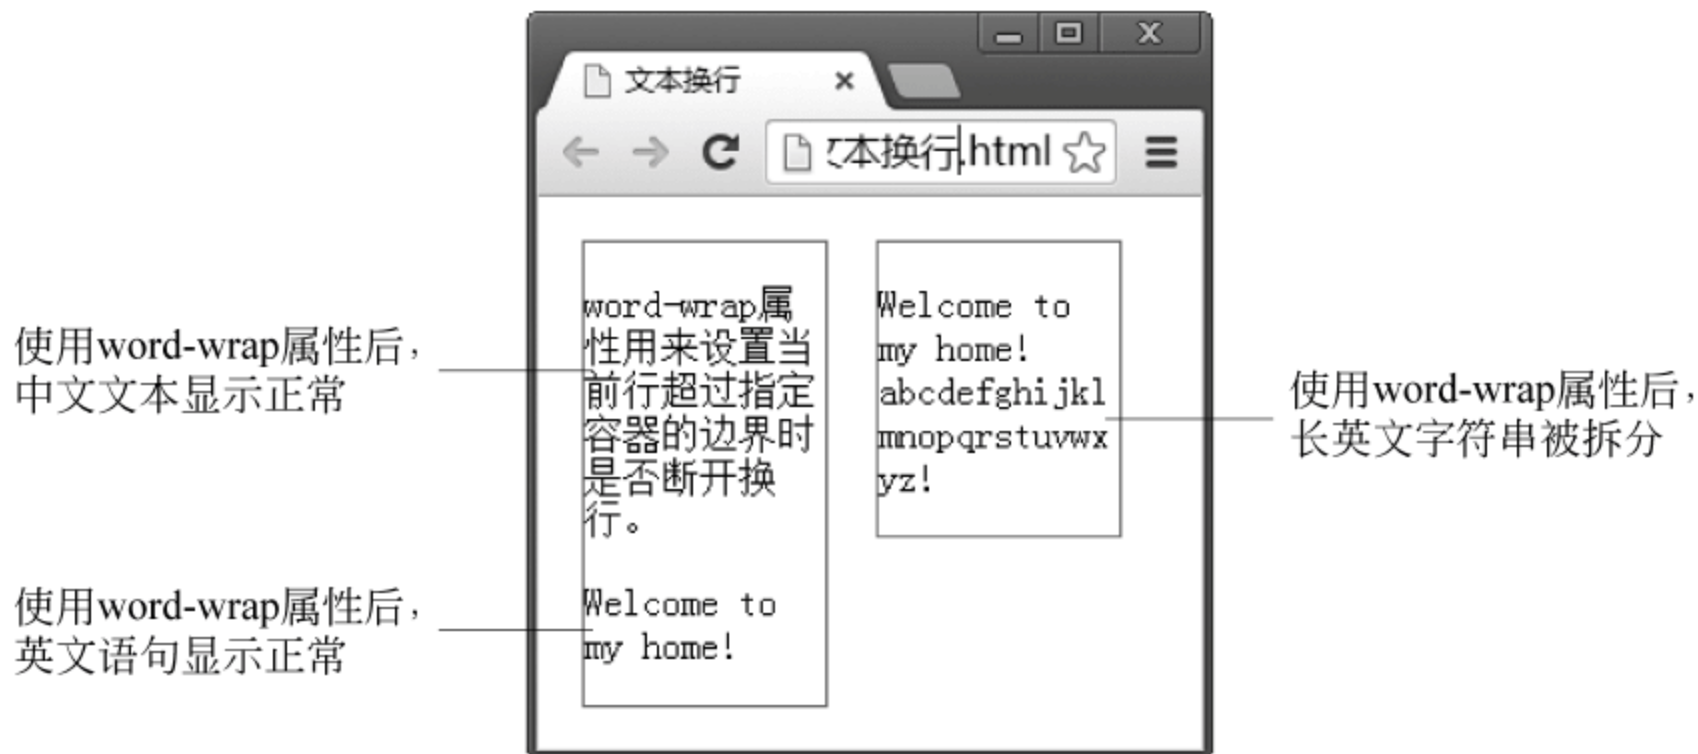 文本换行
文本换行.html
word-wrap属
性用来设置当
前行超过指定
容器的边界时
是否断开换
行。
Welcome to
my home!
Welcome to
my home!
abcdefghijkl
mnopqrstuvwx
yz!
使用word-wrap属性后，
中文文本显示正常
使用word-wrap属性后，
英文语句显示正常
使用word-wrap属性后，
长英文字符串被拆分